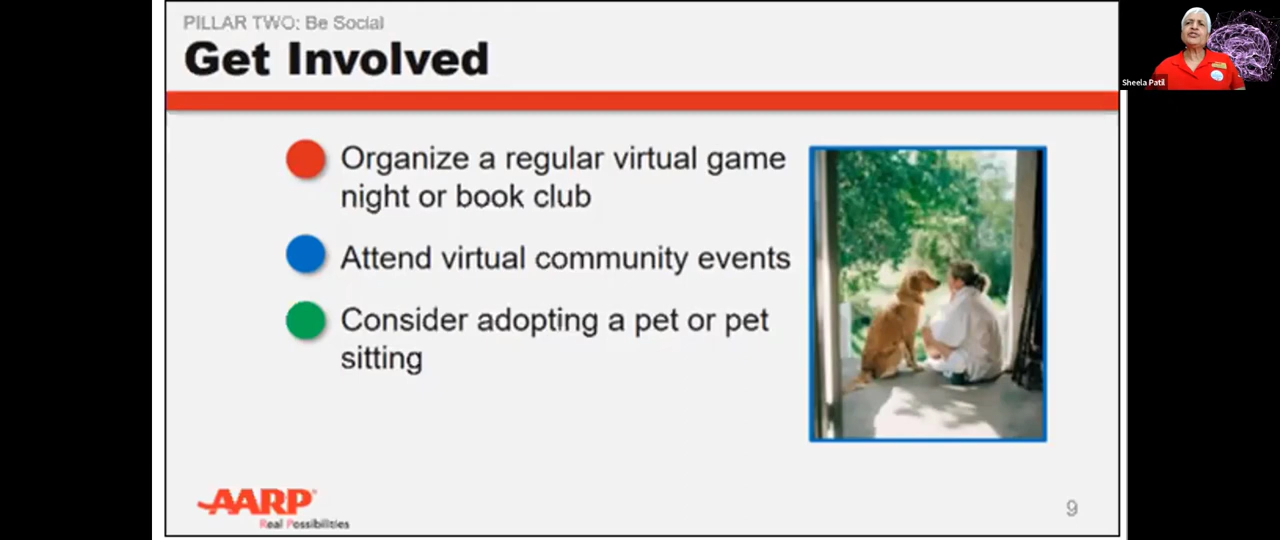 PILLAR TWO: Be Social
Get Involved
Organize a regular virtual game
night or book club
Attend virtual community events
Consider adopting a pet or pet
sitting
AARP®
Real Possibilities
9
Sheela Patil